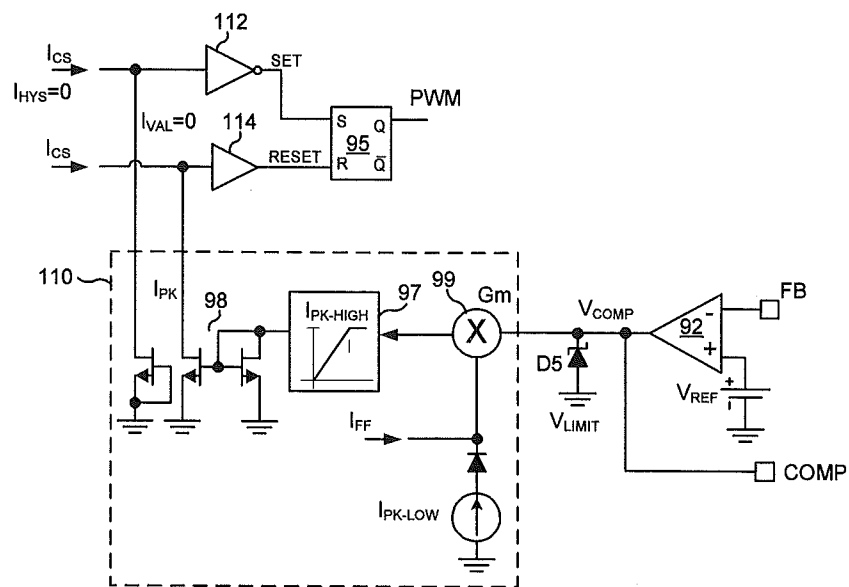 112
I_CS
SET
I_HYS=0
PWM
I_VAL=0
114
S Q
I_CS
RESET
95
R Q̅
110
I_PK
98
I_PK-HIGH
97
99
Gm
X
V_COMP
FB
92
-
+
D5
V_REF
+
V_LIMIT
I_FF
COMP
I_PK-LOW